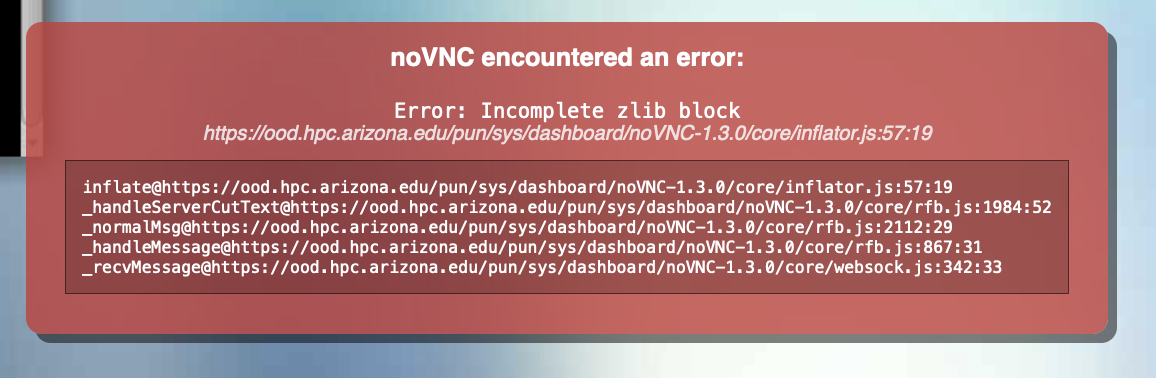 noVNC encountered an error:
Error: Incomplete zlib block
https://ood.hpc.arizona.edu/pun/sys/dashboard/noVNC-1.3.0/core/inflator.js:57:19
inflate@https://ood.hpc.arizona.edu/pun/sys/dashboard/noVNC-1.3.0/core/inflator.js:57:19
_handleServerCutText@https://ood.hpc.arizona.edu/pun/sys/dashboard/noVNC-1.3.0/core/rfb.js:1984:52
_normalMsg@https://ood.hpc.arizona.edu/pun/sys/dashboard/noVNC-1.3.0/core/rfb.js:2112:29
_handleMessage@https://ood.hpc.arizona.edu/pun/sys/dashboard/noVNC-1.3.0/core/rfb.js:867:31
_recvMessage@https://ood.hpc.arizona.edu/pun/sys/dashboard/noVNC-1.3.0/core/websock.js:342:33